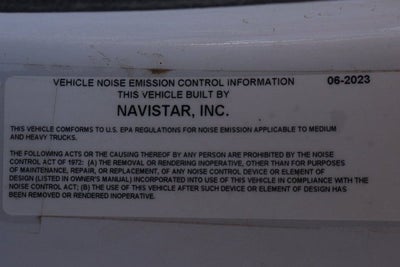 VEHICLE NOISE EMISSION CONTROL INFORMATION 06-2023
THIS VEHICLE BUILT BY
NAVISTAR, INC.
THIS VEHICLE COMFORMS TO U.S. EPA REGULATIONS FOR NOISE EMISSION APPLICABLE TO MEDIUM
AND HEAVY TRUCKS.
THE FOLLOWING ACTS OR THE CAUSING THEREOF BY ANY PERSON ARE PROHIBITED BY THE NOISE
CONTROL ACT OF 1972: (A) THE REMOVAL OR RENDERING INOPERATIVE, OTHER THAN FOR PURPOSES
OF MAINTENANCE, REPAIR, OR REPLACEMENT, OF ANY NOISE CONTROL DEVICE OR ELEMENT OF
DESIGN (LISTED IN OWNER'S MANUAL) INCORPORATED INTO USE OF THIS VEHICLE IN COMPLIANCE WITH THE
NOISE CONTROL ACT; (B) THE USE OF THIS VEHICLE AFTER SUCH DEVICE OR ELEMENT OF DESIGN HAS
BEEN REMOVED OR RENDERED INOPERATIVE.